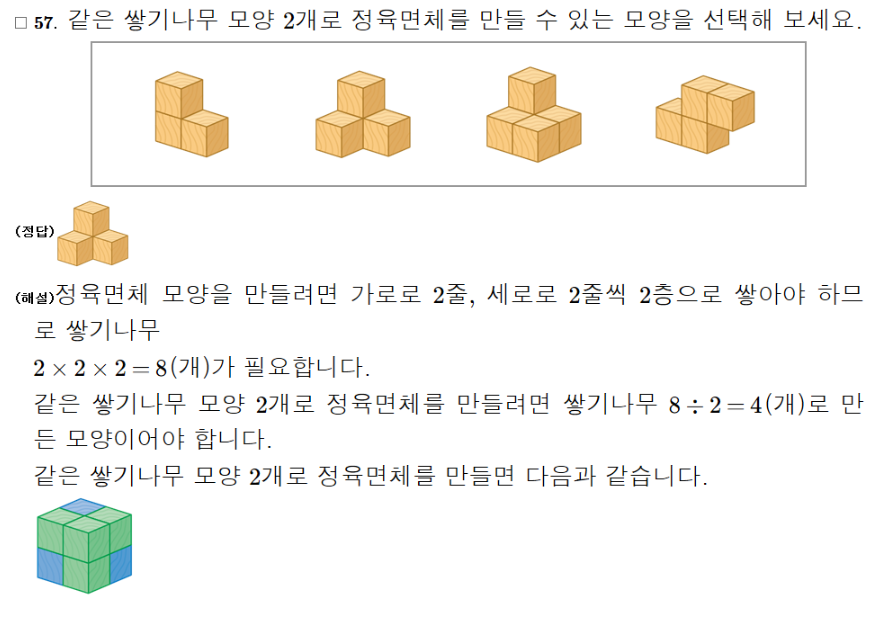 □ 57. 같은 쌓기나무 모양 2개로 정육면체를 만들 수 있는 모양을 선택해 보세요.
(정답)
(해설)정육면체 모양을 만들려면 가로로 2줄, 세로로 2줄씩 2층으로 쌓아야 하므
로 쌓기나무
2 × 2 × 2 = 8(개)가 필요합니다.
같은 쌓기나무 모양 2개로 정육면체를 만들려면 쌓기나무 8 ÷ 2 = 4(개)로 만
든 모양이어야 합니다.
같은 쌓기나무 모양 2개로 정육면체를 만들면 다음과 같습니다.